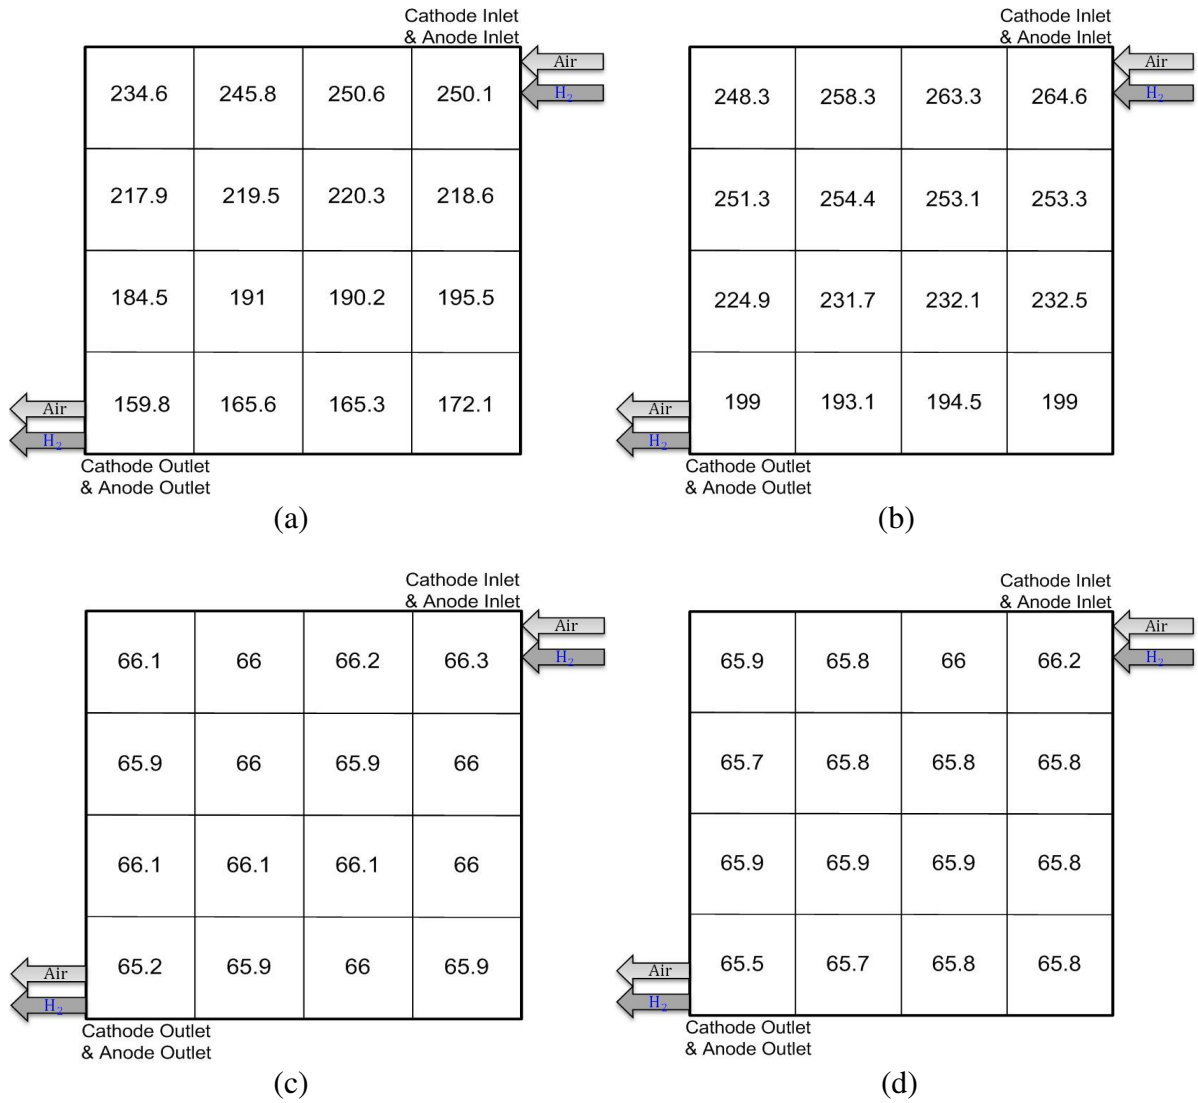 Cathode Inlet
& Anode Inlet
Air
H₂
234.6 245.8 250.6 250.1
217.9 219.5 220.3 218.6
184.5 191 190.2 195.5
159.8 165.6 165.3 172.1
Air
H₂
Cathode Outlet
& Anode Outlet
(a)
Cathode Inlet
& Anode Inlet
Air
H₂
248.3 258.3 263.3 264.6
251.3 254.4 253.1 253.3
224.9 231.7 232.1 232.5
199 193.1 194.5 199
Air
H₂
Cathode Outlet
& Anode Outlet
(b)
Cathode Inlet
& Anode Inlet
Air
H₂
66.1 66 66.2 66.3
65.9 66 65.9 66
66.1 66.1 66.1 66
65.2 65.9 66 65.9
Air
H₂
Cathode Outlet
& Anode Outlet
(c)
Cathode Inlet
& Anode Inlet
Air
H₂
65.9 65.8 66 66.2
65.7 65.8 65.8 65.8
65.9 65.9 65.9 65.8
65.5 65.7 65.8 65.8
Air
H₂
Cathode Outlet
& Anode Outlet
(d)